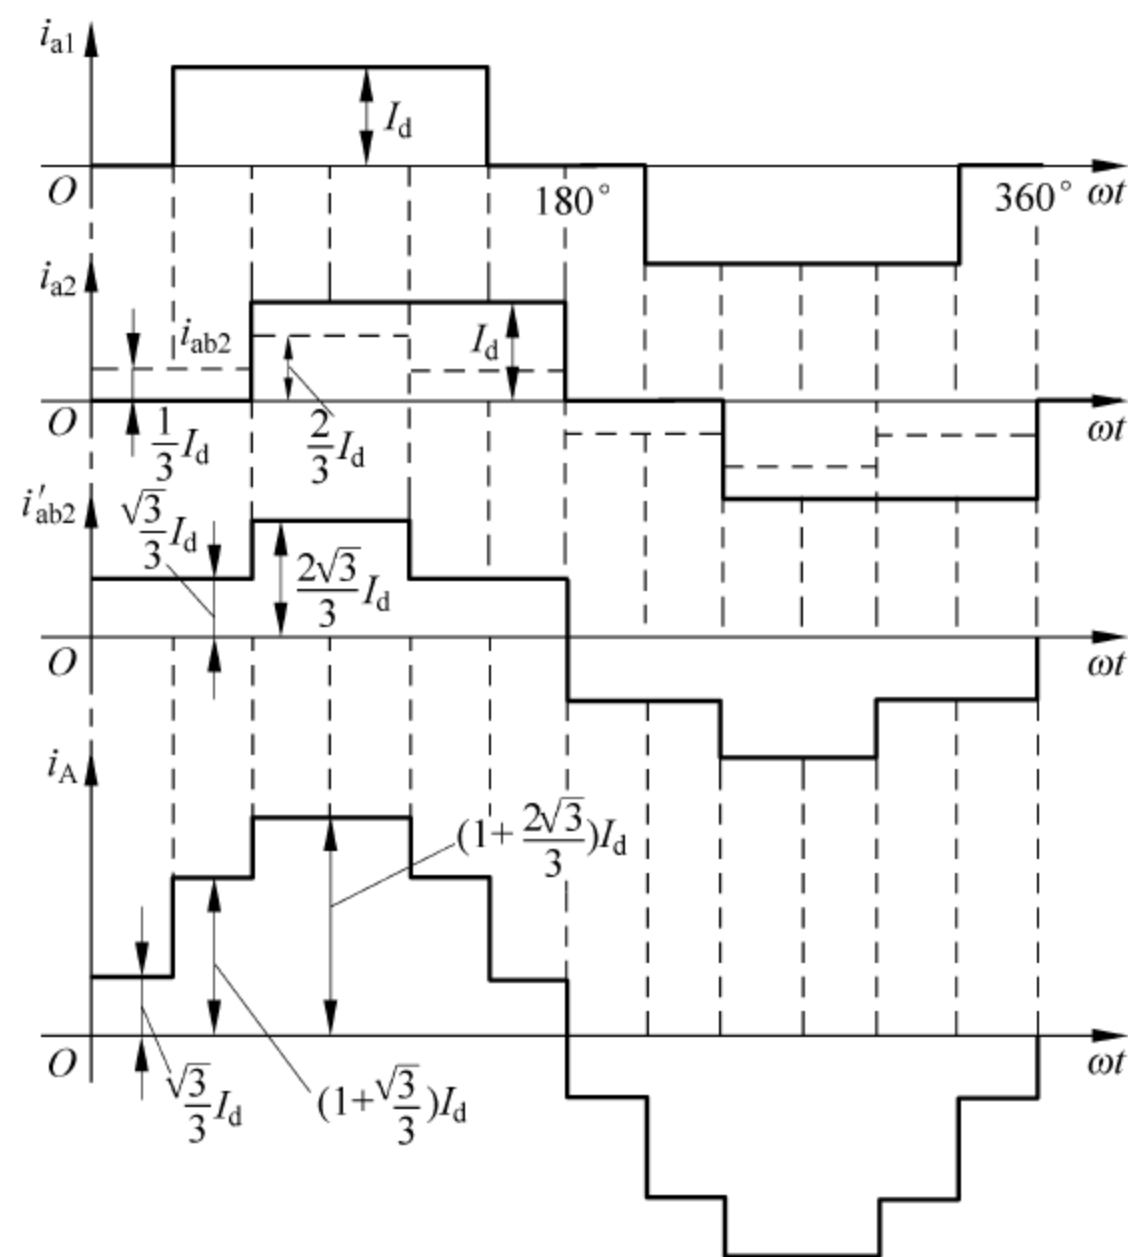 i_a1
I_d
O
180°
360°
ωt
i_a2
i_ab2
I_d
O
1/3 I_d
2/3 I_d
ωt
i′_ab2
√3/3 I_d
2√3/3 I_d
O
ωt
i_A
(1+2√3/3)I_d
O
√3/3 I_d
(1+√3/3)I_d
ωt